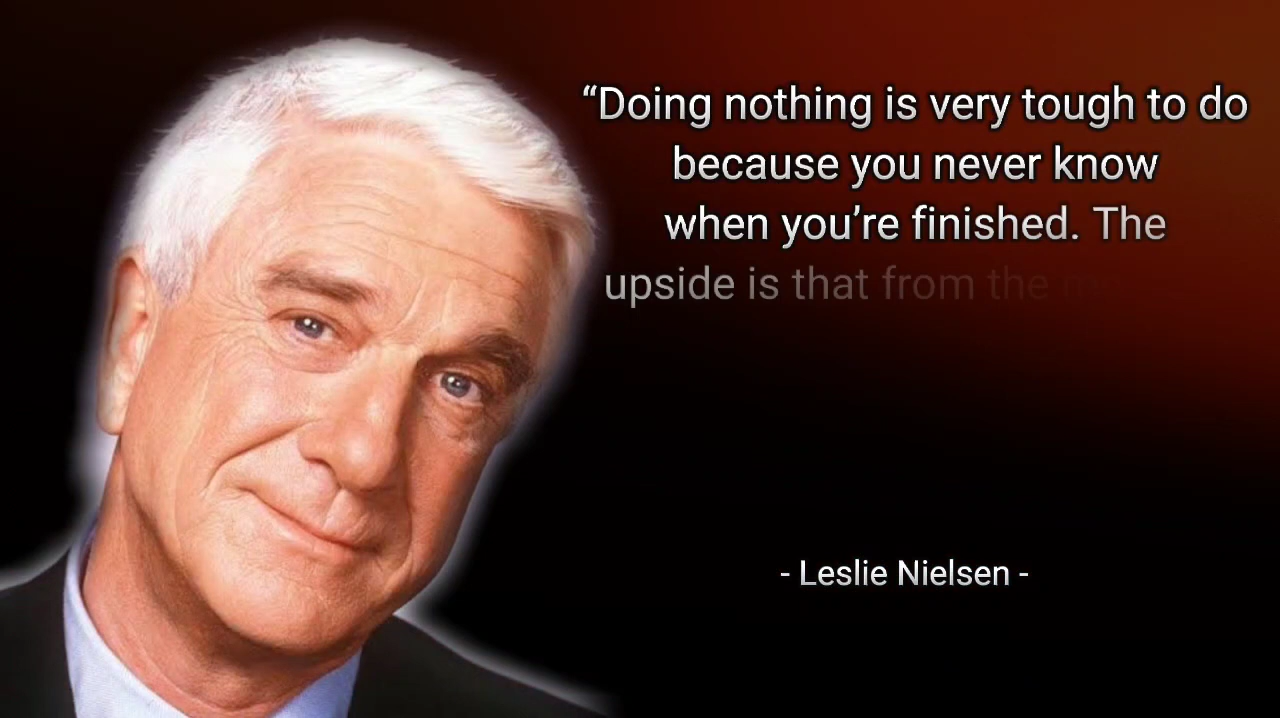 “Doing nothing is very tough to do
because you never know
when you’re finished. The
upside is that from the
- Leslie Nielsen -